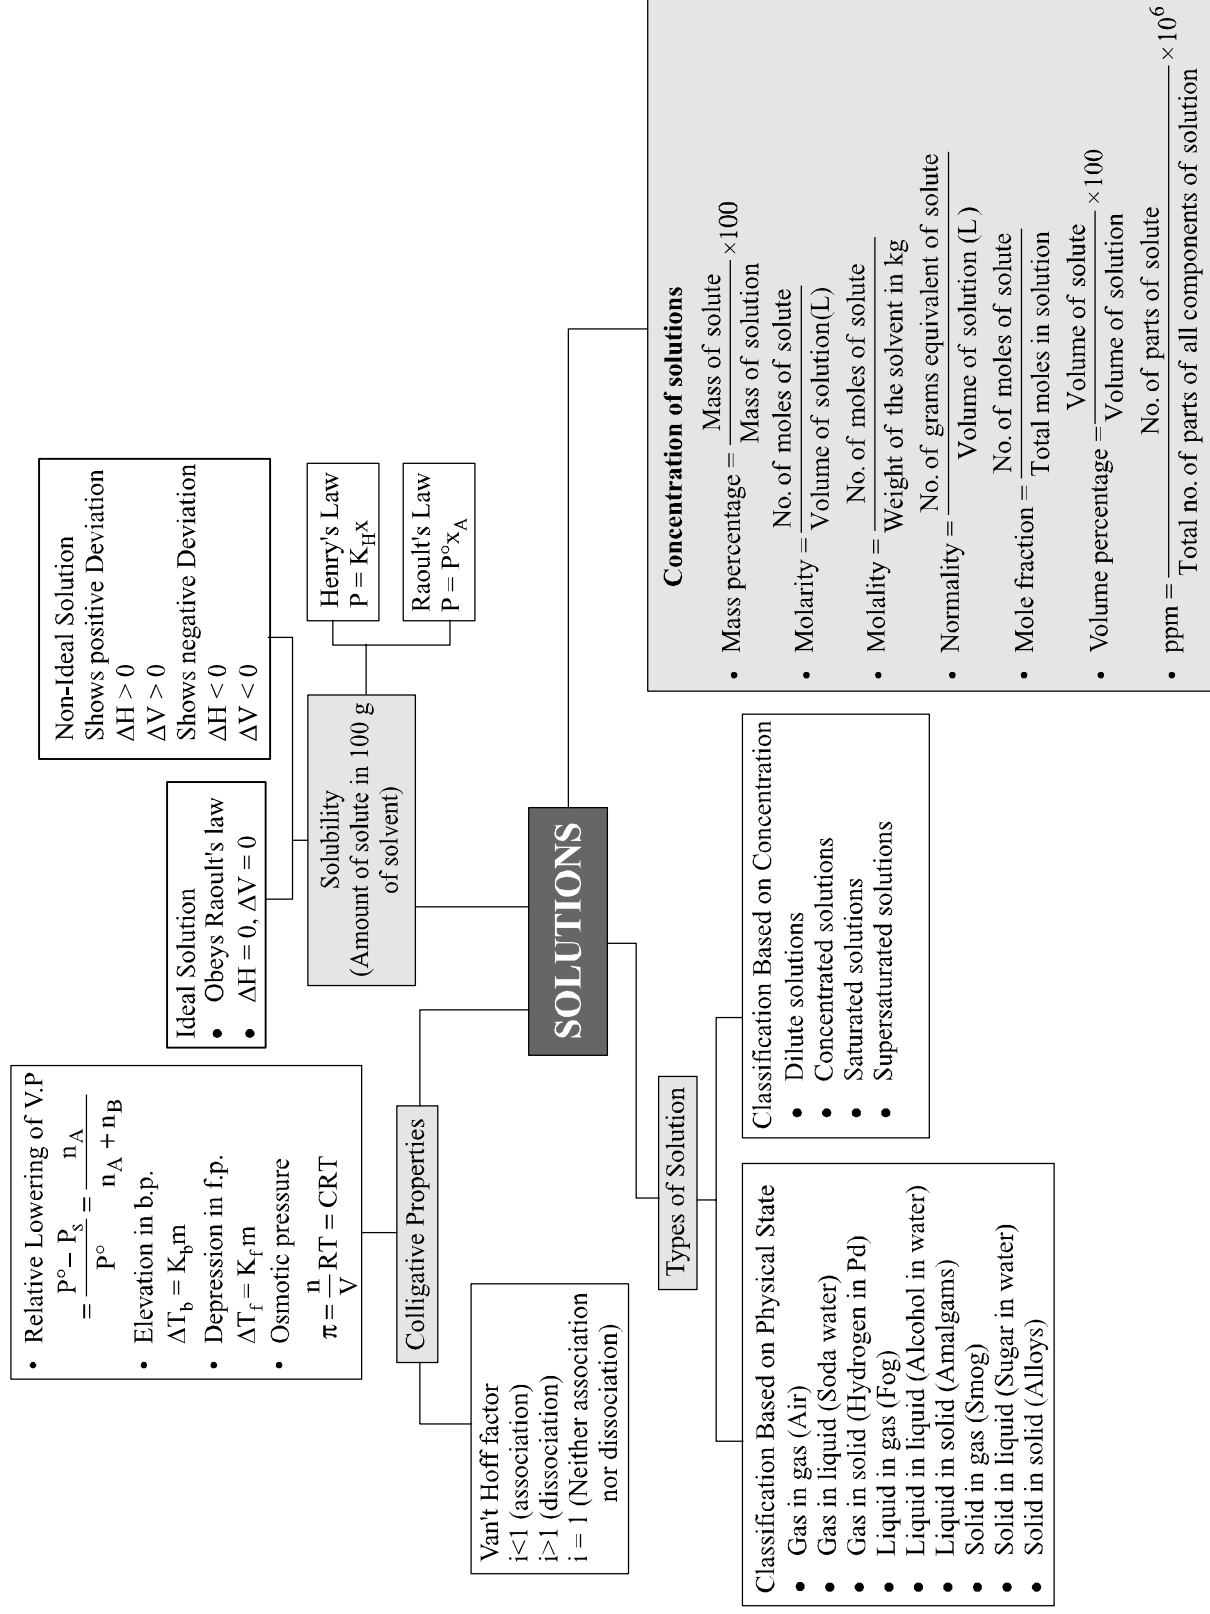 • Relative Lowering of V.P
= P° – Pₛ / P° = n_A / n_A + n_B
• Elevation in b.p.
ΔT_b = K_b m
• Depression in f.p.
ΔT_f = K_f m
• Osmotic pressure
π = n/V RT = CRT
Colligative Properties
Van't Hoff factor
i<1 (association)
i>1 (dissociation)
i = 1 (Neither association
nor dissociation)
Ideal Solution
• Obeys Raoult's law
• ΔH = 0, ΔV = 0
Non-Ideal Solution
Shows positive Deviation
ΔH > 0
ΔV > 0
Shows negative Deviation
ΔH < 0
ΔV < 0
Solubility
(Amount of solute in 100 g
of solvent)
Henry's Law
P = K_H x
Raoult's Law
P = P°x_A
SOLUTIONS
Types of Solution
Classification Based on Physical State
• Gas in gas (Air)
• Gas in liquid (Soda water)
• Gas in solid (Hydrogen in Pd)
• Liquid in gas (Fog)
• Liquid in liquid (Alcohol in water)
• Liquid in solid (Amalgams)
• Solid in gas (Smog)
• Solid in liquid (Sugar in water)
• Solid in solid (Alloys)
Classification Based on Concentration
• Dilute solutions
• Concentrated solutions
• Saturated solutions
• Supersaturated solutions
Concentration of solutions
• Mass percentage = Mass of solute / Mass of solution ×100
• Molarity = No. of moles of solute / Volume of solution(L)
• Molality = No. of moles of solute / Weight of the solvent in kg
• Normality = No. of grams equivalent of solute / Volume of solution (L)
• Mole fraction = No. of moles of solute / Total moles in solution
• Volume percentage = Volume of solute / Volume of solution ×100
• ppm = No. of parts of solute / Total no. of parts of all components of solution ×10⁶